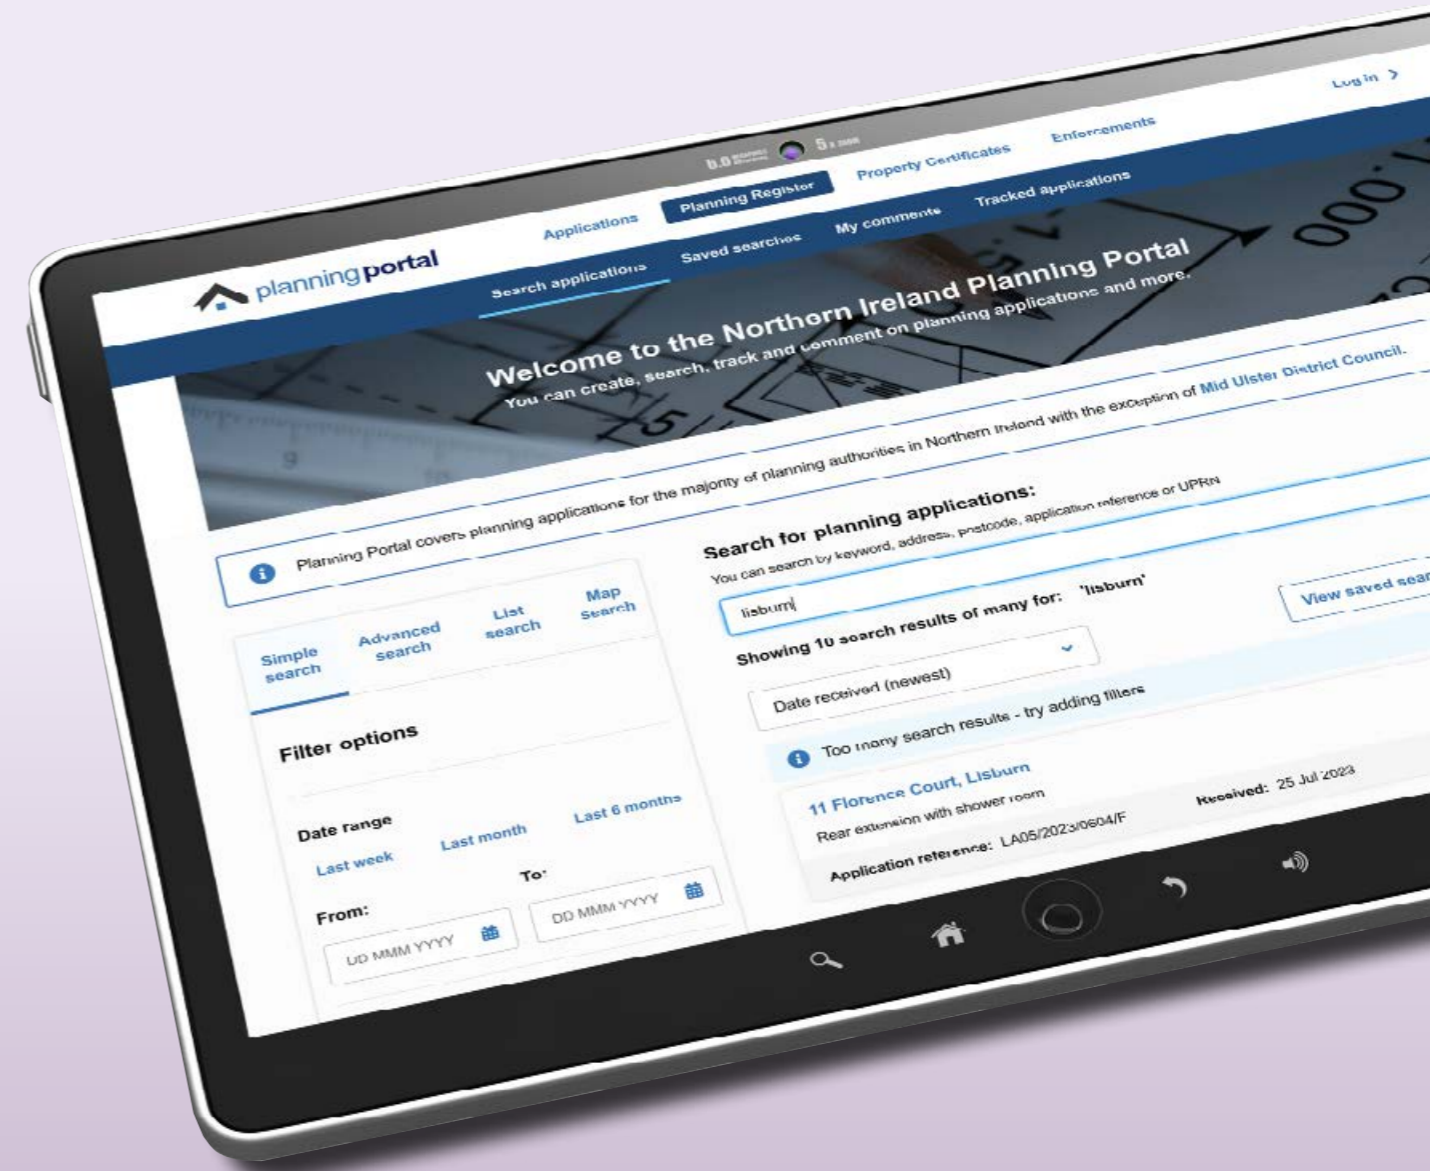 5 x ZOOM
Log in
planningportal
Applications
Planning Register
Property Certificates
Enforcements
Search applications
Saved searches
My comments
Tracked applications
Welcome to the Northern Ireland Planning Portal
You can create, search, track and comment on planning applications and more.
Planning Portal covers planning applications for the majority of planning authorities in Northern Ireland with the exception of Mid Ulster District Council.
Simple
search
Advanced
search
List
search
Map
search
Filter options
Date range
Last week
Last month
Last 6 months
From:
To:
DD MMM YYYY
DD MMM YYYY
Search for planning applications:
You can search by keyword, address, postcode, application reference or UPRN
lisburn
Showing 10 search results of many for: 'lisburn'
View saved sear
Date received (newest)
Too many search results - try adding filters
11 Florence Court, Lisburn
Rear extension with shower room
Application reference: LA05/2023/0604/F
Received: 25 Jul 2023